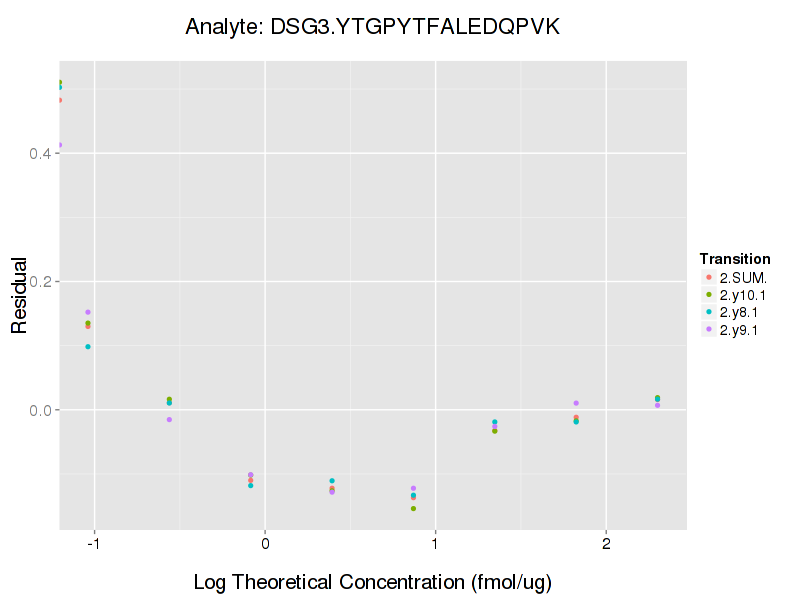 Analyte: DSG3.YTGPYTFALEDQPVK
Residual
0.4
0.2
0.0
-1
0
1
2
Log Theoretical Concentration (fmol/ug)
Transition
2.SUM.
2.y10.1
2.y8.1
2.y9.1